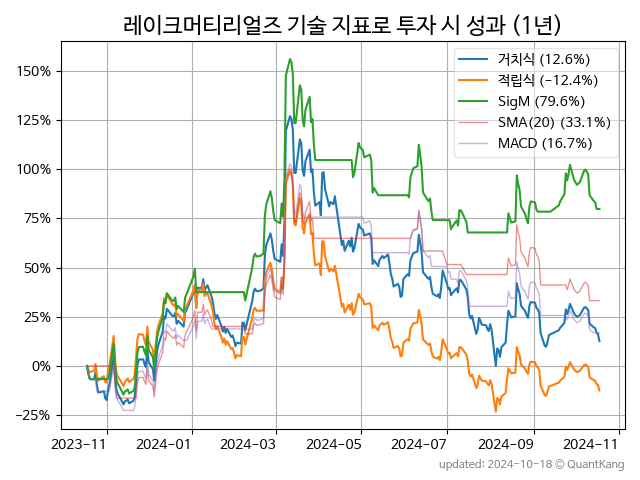 레이크머티리얼즈 기술 지표로 투자 시 성과 (1년)
거치식 (12.6%)
적립식 (-12.4%)
SigM (79.6%)
SMA(20) (33.1%)
MACD (16.7%)
150%
125%
100%
75%
50%
25%
0%
−25%
2023-11 2024-01 2024-03 2024-05 2024-07 2024-09 2024-11
updated: 2024-10-18 ⓒ QuantKang